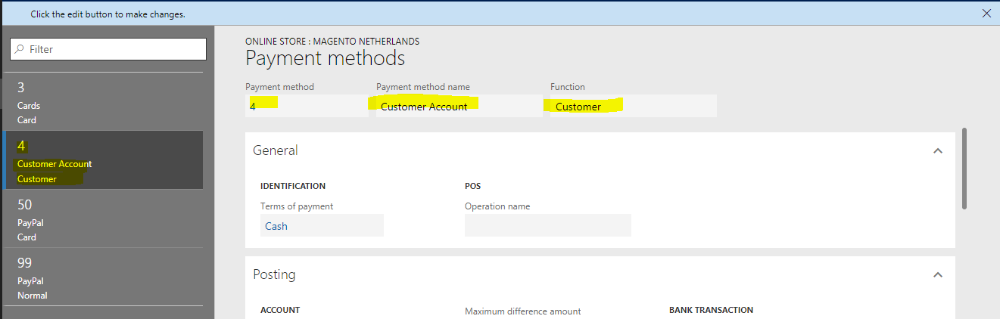 Click the edit button to make changes.
Filter
3
Cards
Card
4
Customer Account
Customer
50
PayPal
Card
99
PayPal
Normal
ONLINE STORE : MAGENTO NETHERLANDS
Payment methods
Payment method Payment method name Function
4 Customer Account Customer
General
IDENTIFICATION POS
Terms of payment Operation name
Cash
Posting
ACCOUNT Maximum difference amount BANK TRANSACTION